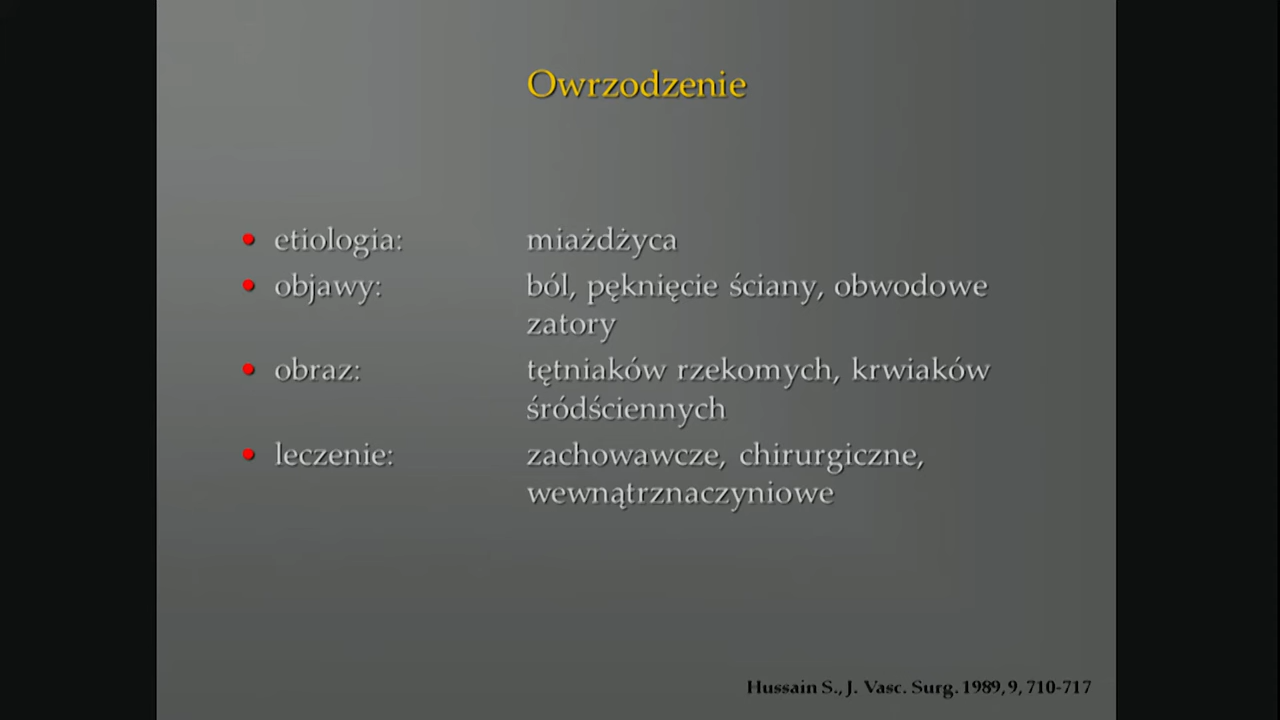 Owrzodzenie
• etiologia: miażdżyca
• objawy: ból, pęknięcie ściany, obwodowe
zatory
• obraz: tętniaków rzekomych, krwiaków
śródściennych
• leczenie: zachowawcze, chirurgiczne,
wewnątrznaczyniowe
Hussain S., J. Vasc. Surg. 1989, 9, 710-717